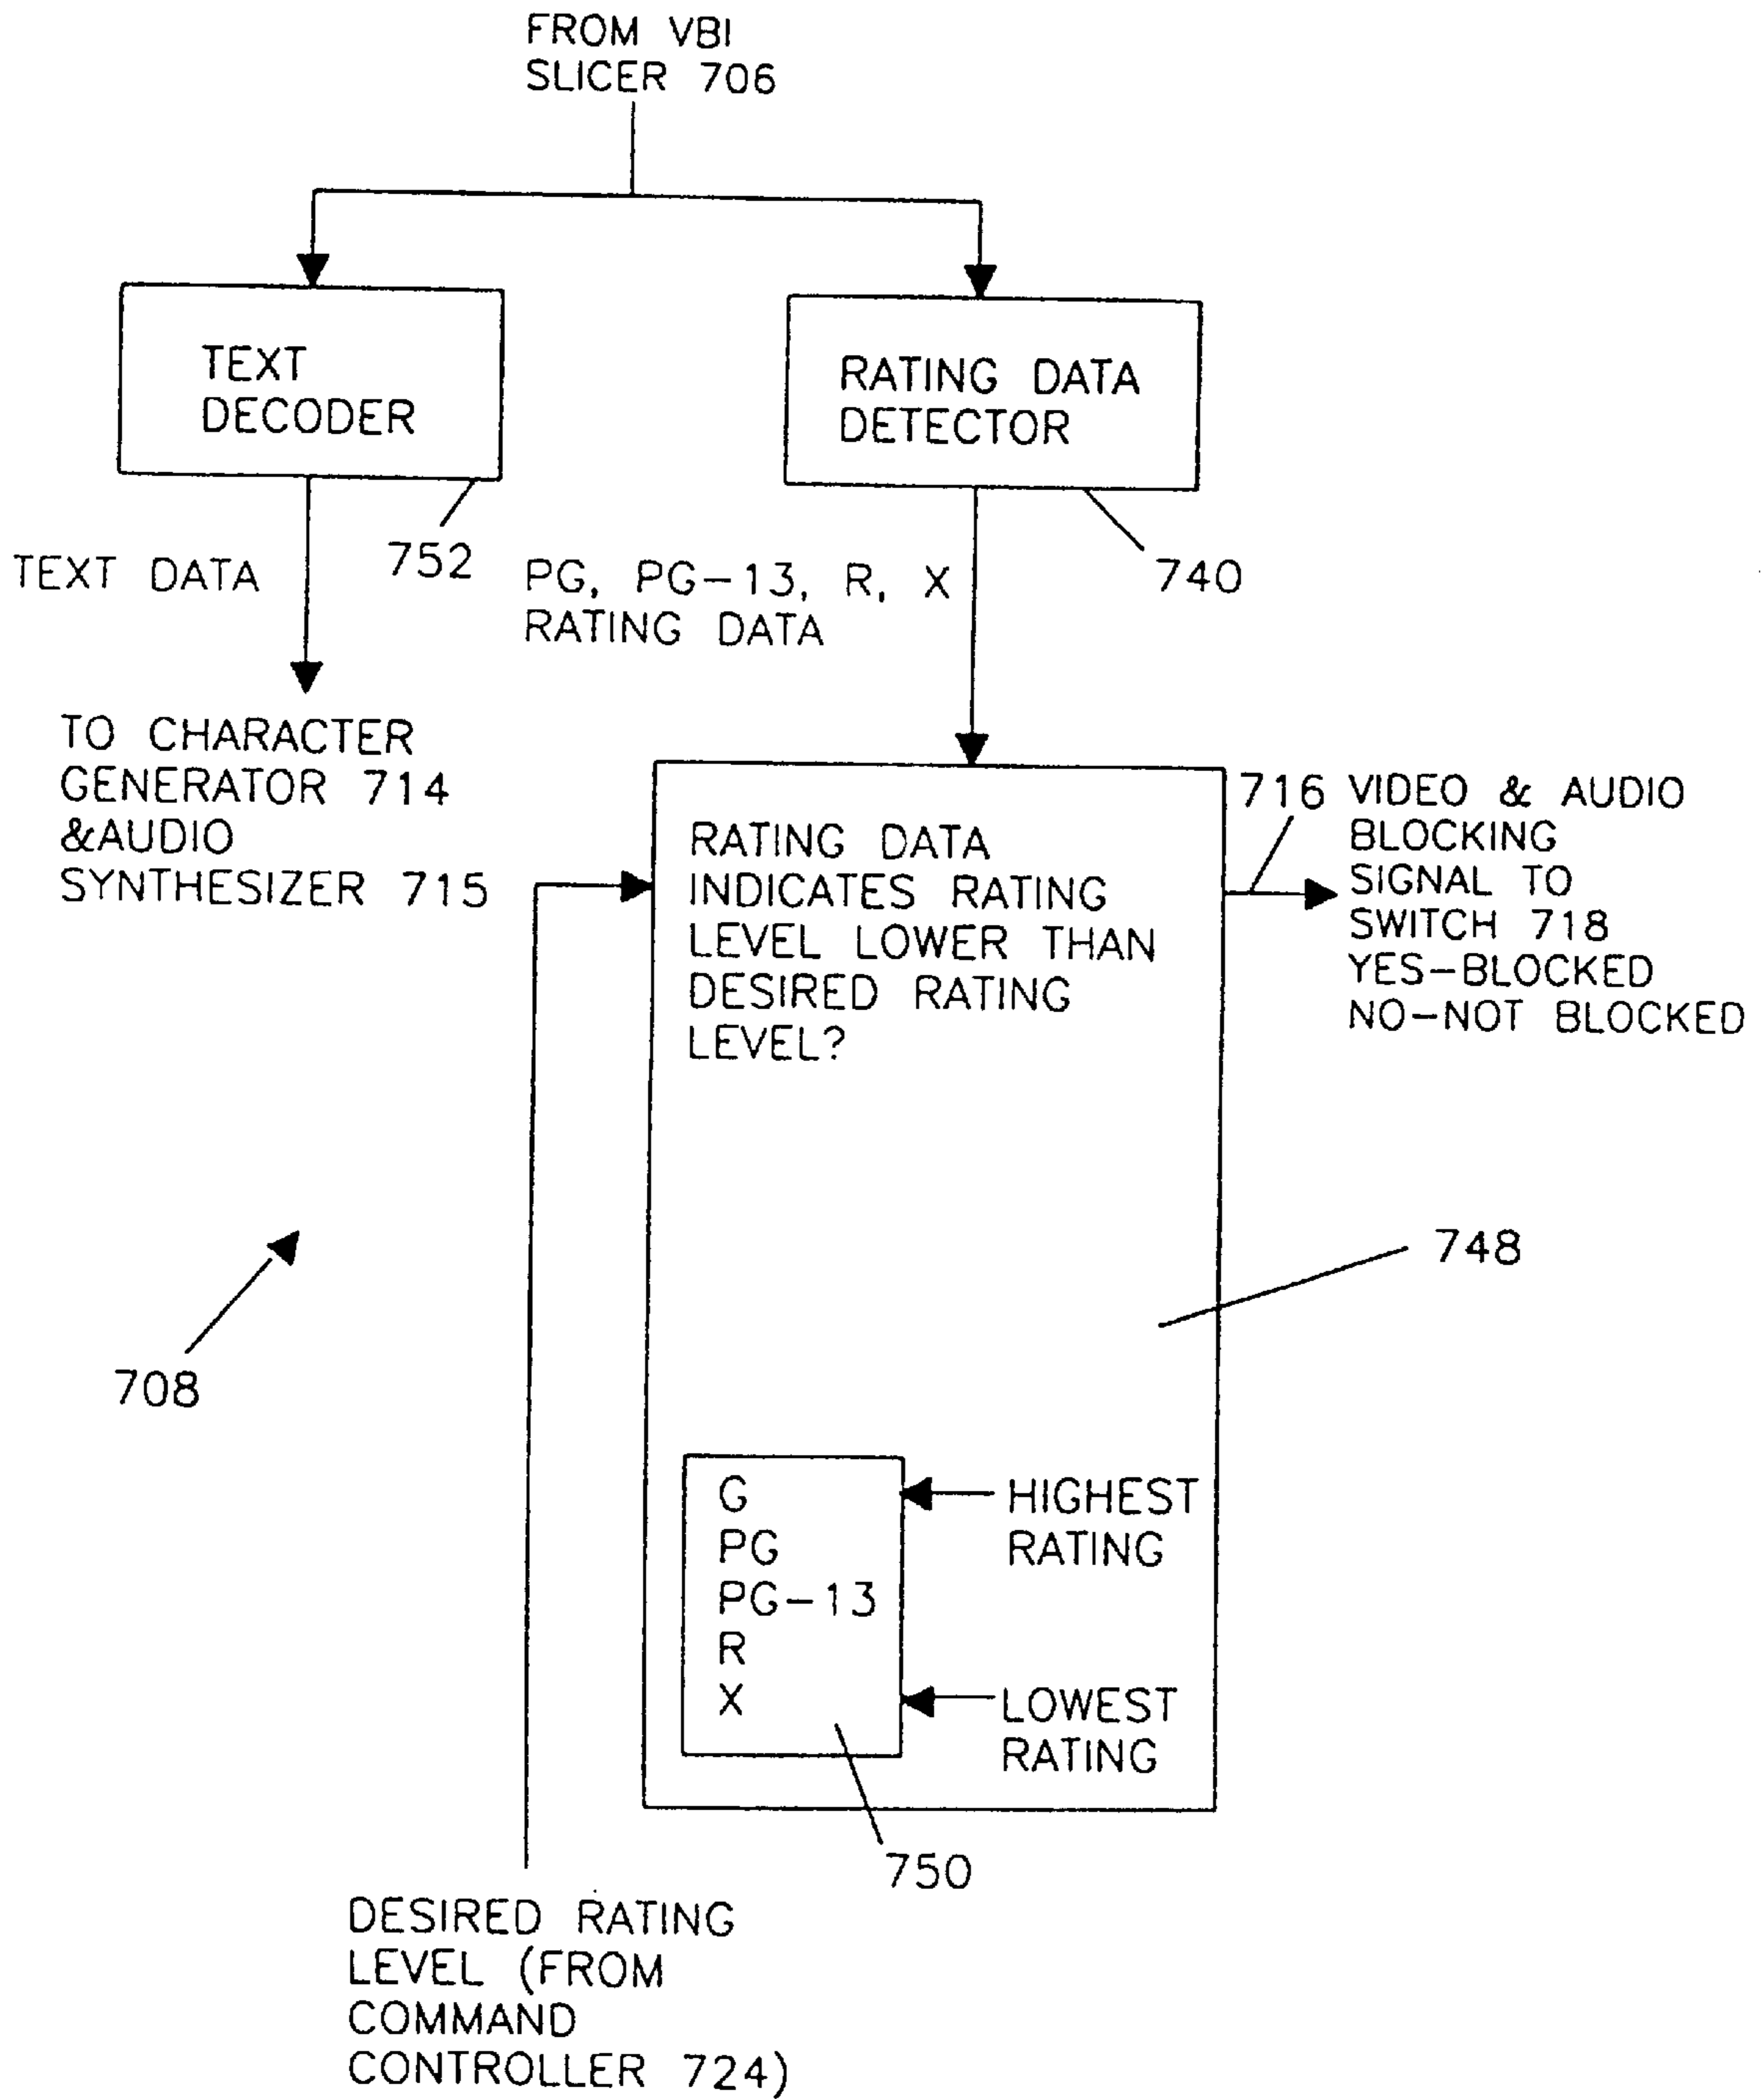 FROM VBI
SLICER 706
TEXT
DECODER
RATING DATA
DETECTOR
752
740
TEXT DATA
PG, PG-13, R, X
RATING DATA
TO CHARACTER
GENERATOR 714
&AUDIO
SYNTHESIZER 715
RATING DATA
INDICATES RATING
LEVEL LOWER THAN
DESIRED RATING
LEVEL?
716
VIDEO & AUDIO
BLOCKING
SIGNAL TO
SWITCH 718
YES-BLOCKED
NO-NOT BLOCKED
748
708
G
PG
PG-13
R
X
HIGHEST
RATING
LOWEST
RATING
750
DESIRED RATING
LEVEL (FROM
COMMAND
CONTROLLER 724)